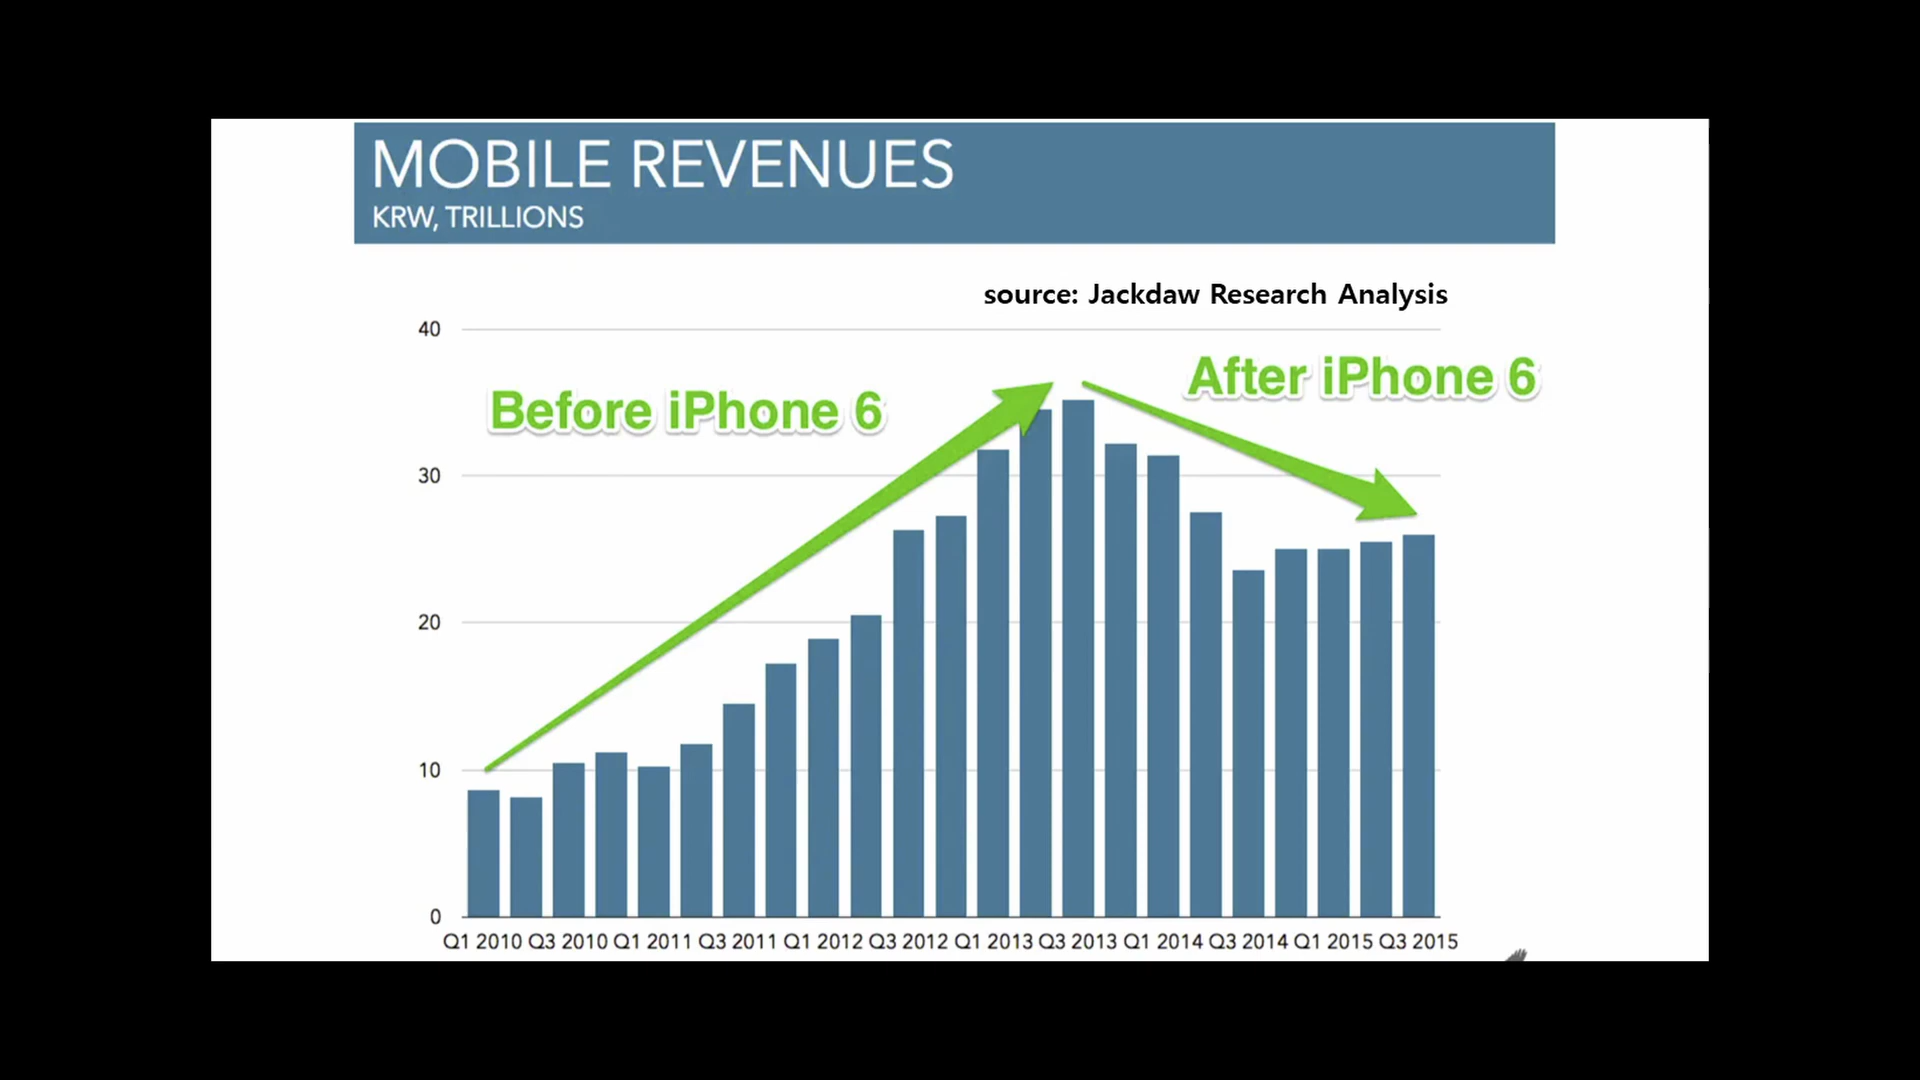 MOBILE REVENUES
KRW, TRILLIONS
source: Jackdaw Research Analysis
40
Before iPhone 6
After iPhone 6
30
20
10
0
Q1 2010 Q3 2010 Q1 2011 Q3 2011 Q1 2012 Q3 2012 Q1 2013 Q3 2013 Q1 2014 Q3 2014 Q1 2015 Q3 2015